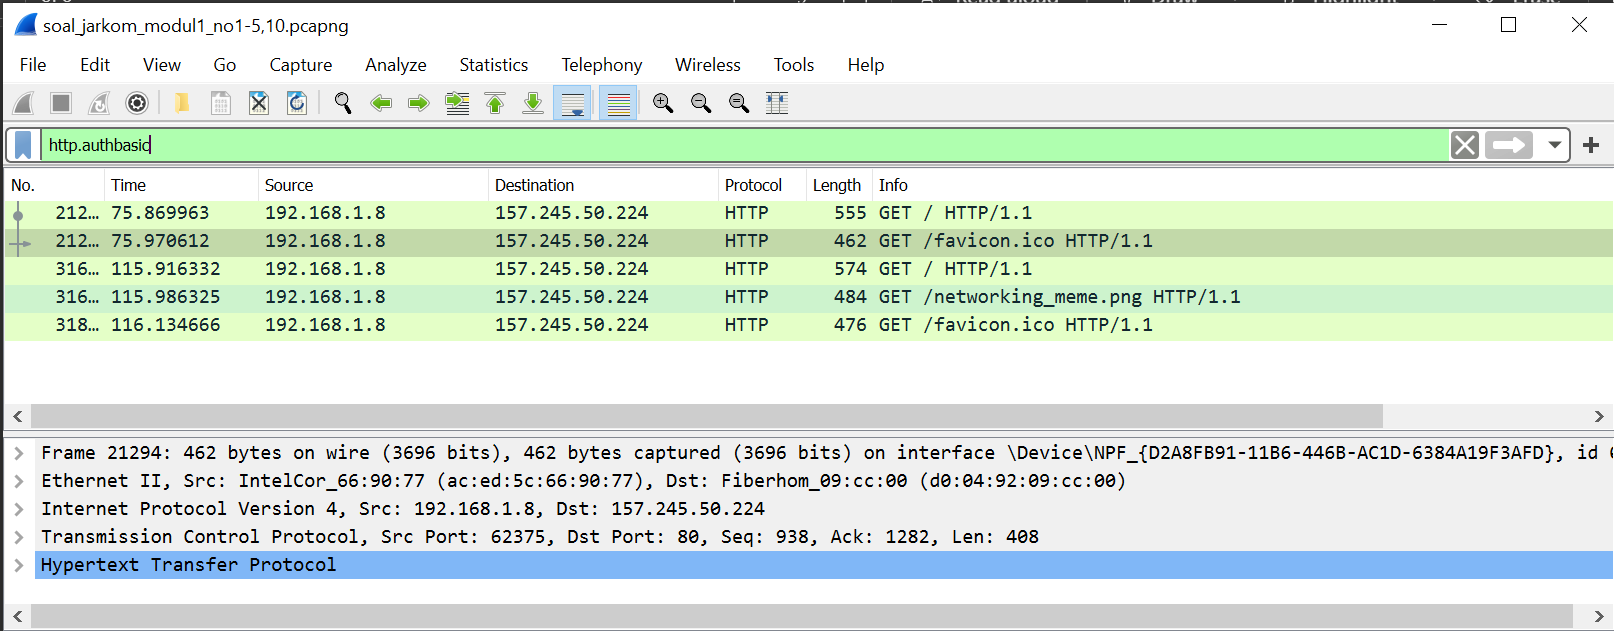 soal_jarkom_modul1_no1-5,10.pcapng
File Edit View Go Capture Analyze Statistics Telephony Wireless Tools Help
http.authbasic
No. Time Source Destination Protocol Length Info
212… 75.869963 192.168.1.8 157.245.50.224 HTTP 555 GET / HTTP/1.1
212… 75.970612 192.168.1.8 157.245.50.224 HTTP 462 GET /favicon.ico HTTP/1.1
316… 115.916332 192.168.1.8 157.245.50.224 HTTP 574 GET / HTTP/1.1
316… 115.986325 192.168.1.8 157.245.50.224 HTTP 484 GET /networking_meme.png HTTP/1.1
318… 116.134666 192.168.1.8 157.245.50.224 HTTP 476 GET /favicon.ico HTTP/1.1
Frame 21294: 462 bytes on wire (3696 bits), 462 bytes captured (3696 bits) on interface \Device\NPF_{D2A8FB91-11B6-446B-AC1D-6384A19F3AFD}, id
Ethernet II, Src: IntelCor_66:90:77 (ac:ed:5c:66:90:77), Dst: Fiberhom_09:cc:00 (d0:04:92:09:cc:00)
Internet Protocol Version 4, Src: 192.168.1.8, Dst: 157.245.50.224
Transmission Control Protocol, Src Port: 62375, Dst Port: 80, Seq: 938, Ack: 1282, Len: 408
Hypertext Transfer Protocol